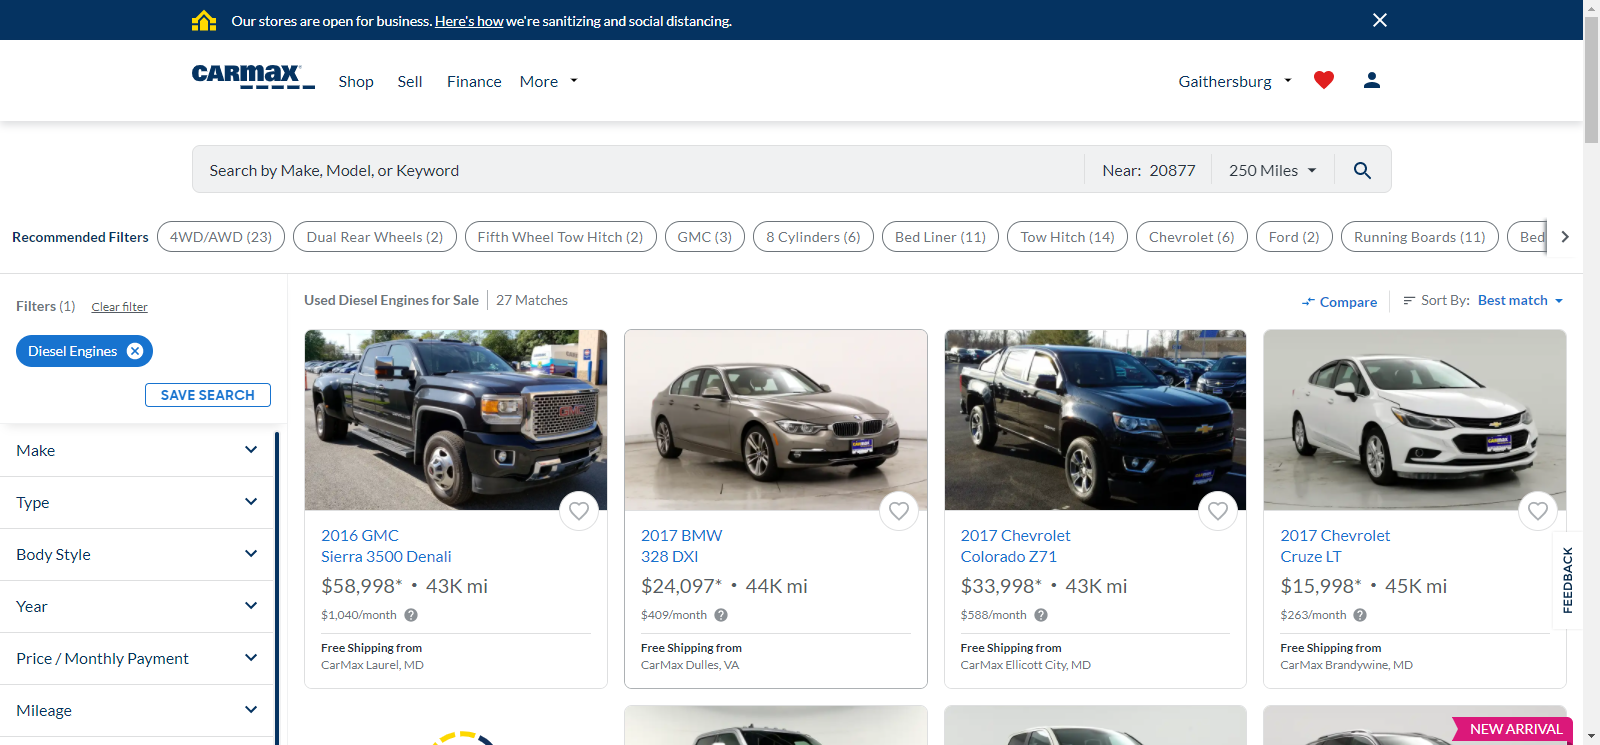 Our stores are open for business. Here's how we're sanitizing and social distancing.
CARMAX
Shop Sell Finance More
Gaithersburg
Search by Make, Model, or Keyword
Near: 20877
250 Miles
Recommended Filters
4WD/AWD (23)
Dual Rear Wheels (2)
Fifth Wheel Tow Hitch (2)
GMC (3)
8 Cylinders (6)
Bed Liner (11)
Tow Hitch (14)
Chevrolet (6)
Ford (2)
Running Boards (11)
Bed
Filters (1)
Clear filter
Diesel Engines
SAVE SEARCH
Make
Type
Body Style
Year
Price / Monthly Payment
Mileage
Used Diesel Engines for Sale
27 Matches
Compare
Sort By: Best match
2016 GMC
Sierra 3500 Denali
$58,998* • 43K mi
$1,040/month
Free Shipping from
CarMax Laurel, MD
2017 BMW
328 DXI
$24,097* • 44K mi
$409/month
Free Shipping from
CarMax Dulles, VA
2017 Chevrolet
Colorado Z71
$33,998* • 43K mi
$588/month
Free Shipping from
CarMax Ellicott City, MD
2017 Chevrolet
Cruze LT
$15,998* • 45K mi
$263/month
Free Shipping from
CarMax Brandywine, MD
FEEDBACK
NEW ARRIVAL